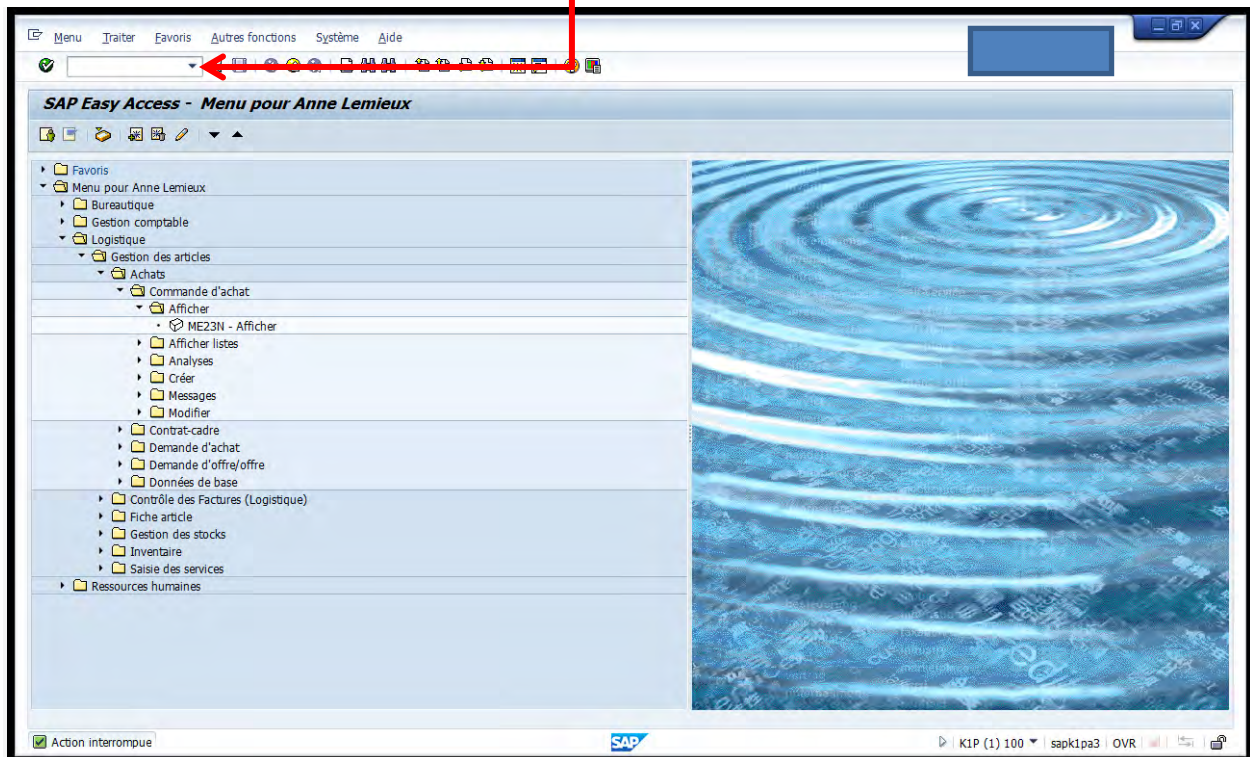 Menu Traiter Favoris Autres fonctions Système Aide
SAP Easy Access - Menu pour Anne Lemieux
Favoris
Menu pour Anne Lemieux
Bureautique
Gestion comptable
Logistique
Gestion des articles
Achats
Commande d'achat
Afficher
ME23N - Afficher
Afficher listes
Analyses
Créer
Messages
Modifier
Contrat-cadre
Demande d'achat
Demande d'offre/offre
Données de base
Contrôle des Factures (Logistique)
Fiche article
Gestion des stocks
Inventaire
Saisie des services
Ressources humaines
Action interrompue
SAP
K1P (1) 100 sapk1pa3 OVR